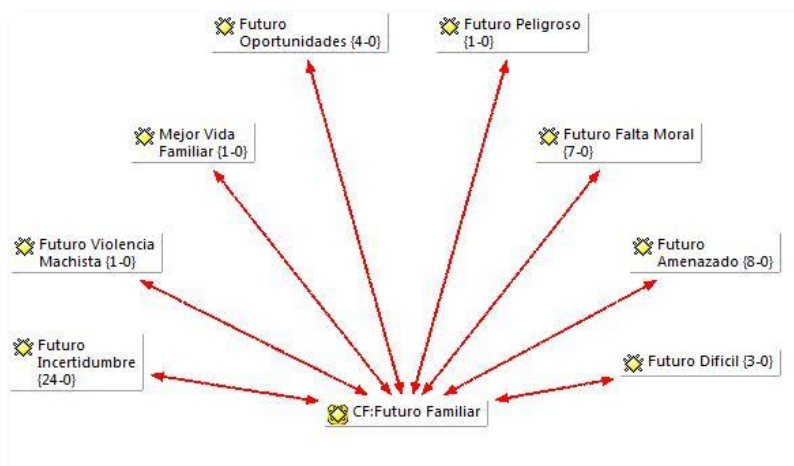 Futuro
Oportunidades {4-0}
Futuro Peligroso
{1-0}
Mejor Vida
Familiar {1-0}
Futuro Falta Moral
{7-0}
Futuro Violencia
Machista {1-0}
Futuro
Amenazado {8-0}
Futuro
Incertidumbre
{24-0}
Futuro Dificil {3-0}
CF:Futuro Familiar